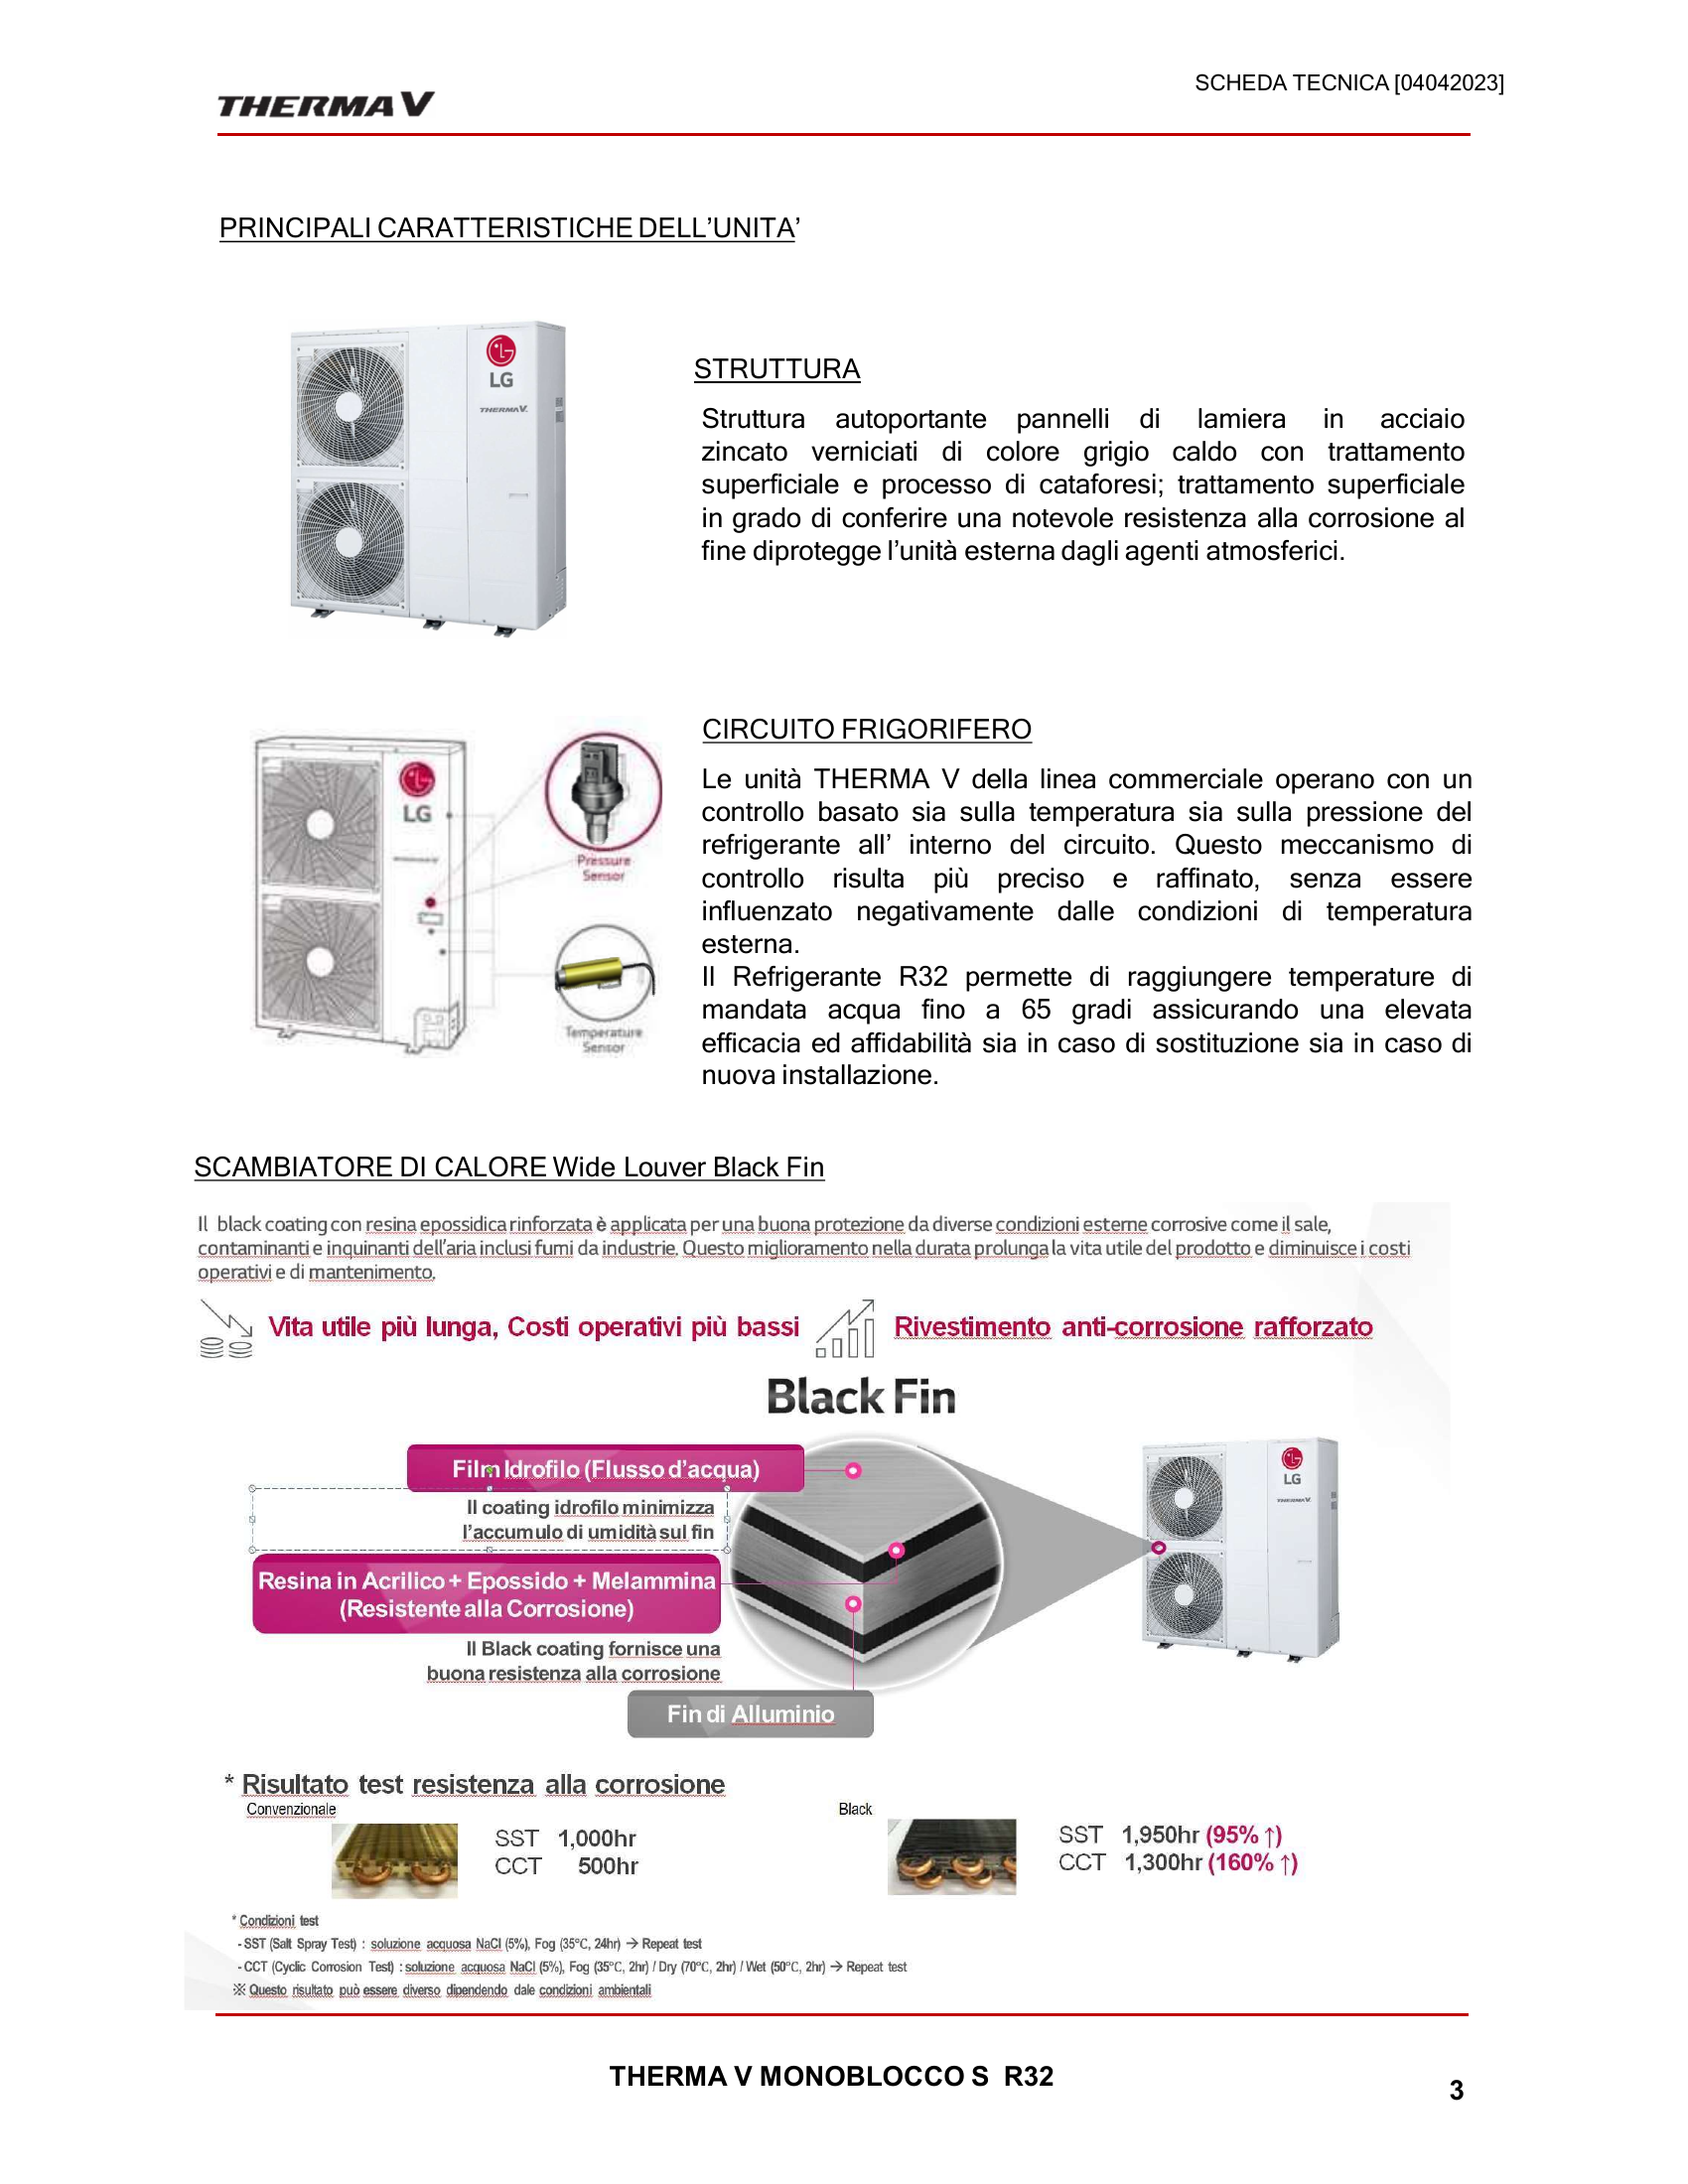 SCHEDA TECNICA [04042023]
THERMA V
PRINCIPALI CARATTERISTICHE DELL’UNITA’
LG
THERMA V.
STRUTTURA
Struttura autoportante pannelli di lamiera in acciaio
zincato verniciati di colore grigio caldo con trattamento
superficiale e processo di cataforesi; trattamento superficiale
in grado di conferire una notevole resistenza alla corrosione al
fine diprotegge l’unità esterna dagli agenti atmosferici.
LG
Pressure
Sensor
Temperature
Sensor
CIRCUITO FRIGORIFERO
Le unità THERMA V della linea commerciale operano con un
controllo basato sia sulla temperatura sia sulla pressione del
refrigerante all’ interno del circuito. Questo meccanismo di
controllo risulta più preciso e raffinato, senza essere
influenzato negativamente dalle condizioni di temperatura
esterna.
Il Refrigerante R32 permette di raggiungere temperature di
mandata acqua fino a 65 gradi assicurando una elevata
efficacia ed affidabilità sia in caso di sostituzione sia in caso di
nuova installazione.
SCAMBIATORE DI CALORE Wide Louver Black Fin
Il black coating con resina epossidica rinforzata è applicata per una buona protezione da diverse condizioni esterne corrosive come il sale,
contaminanti e inquinanti dell’aria inclusi fumi da industrie. Questo miglioramento nella durata prolunga la vita utile del prodotto e diminuisce i costi
operativi e di mantenimento.
Vita utile più lunga, Costi operativi più bassi
Rivestimento anti-corrosione rafforzato
Black Fin
Film Idrofilo (Flusso d’acqua)
Il coating idrofilo minimizza
l’accumulo di umidità sul fin
Resina in Acrilico + Epossido + Melammina
(Resistente alla Corrosione)
Il Black coating fornisce una
buona resistenza alla corrosione
Fin di Alluminio
LG
THERMA V.
* Risultato test resistenza alla corrosione
Convenzionale
SST 1,000hr
CCT 500hr
Black
SST 1,950hr (95% ↑)
CCT 1,300hr (160% ↑)
* Condizioni test
- SST (Salt Spray Test) : soluzione acquosa NaCl (5%), Fog (35℃, 24hr) → Repeat test
- CCT (Cyclic Corrosion Test) : soluzione acquosa NaCl (5%), Fog (35℃, 2hr) / Dry (70℃, 2hr) / Wet (50℃, 2hr) → Repeat test
※ Questo risultato può essere diverso dipendendo dale condizioni ambientali
THERMA V MONOBLOCCO S R32
3